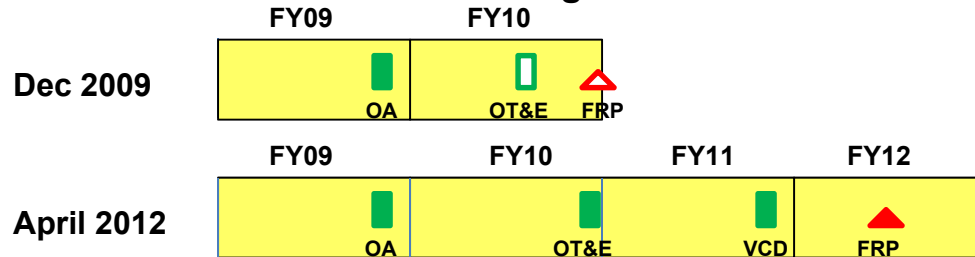 FY09 FY10
Dec 2009
OA OT&E FRP
FY09 FY10 FY11 FY12
April 2012
OA OT&E VCD FRP